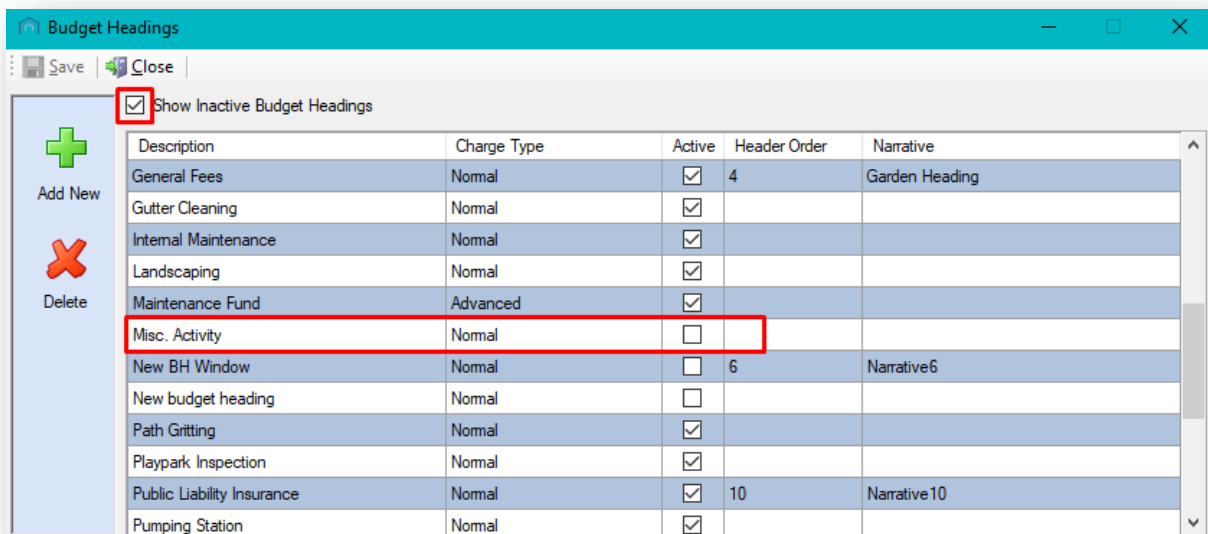 Budget Headings
Save Close
Show Inactive Budget Headings
Add New
Delete
Description Charge Type Active Header Order Narrative
General Fees Normal 4 Garden Heading
Gutter Cleaning Normal
Internal Maintenance Normal
Landscaping Normal
Maintenance Fund Advanced
Misc. Activity Normal
New BH Window Normal 6 Narrative6
New budget heading Normal
Path Gritting Normal
Playpark Inspection Normal
Public Liability Insurance Normal 10 Narrative10
Pumping Station Normal